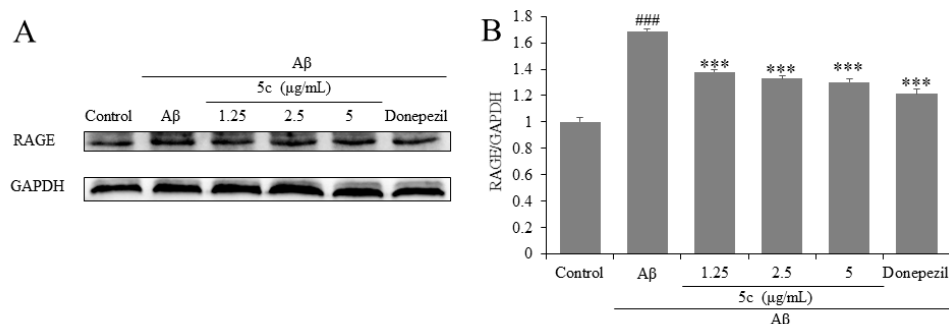 A
Aβ
5c (μg/mL)
Control Aβ 1.25 2.5 5 Donepezil
RAGE
GAPDH
B
RAGE/GAPDH
1.8
1.6
1.4
1.2
1
0.8
0.6
0.4
0.2
0
###
***
***
***
***
Control Aβ 1.25 2.5 5 Donepezil
5c (μg/mL)
Aβ